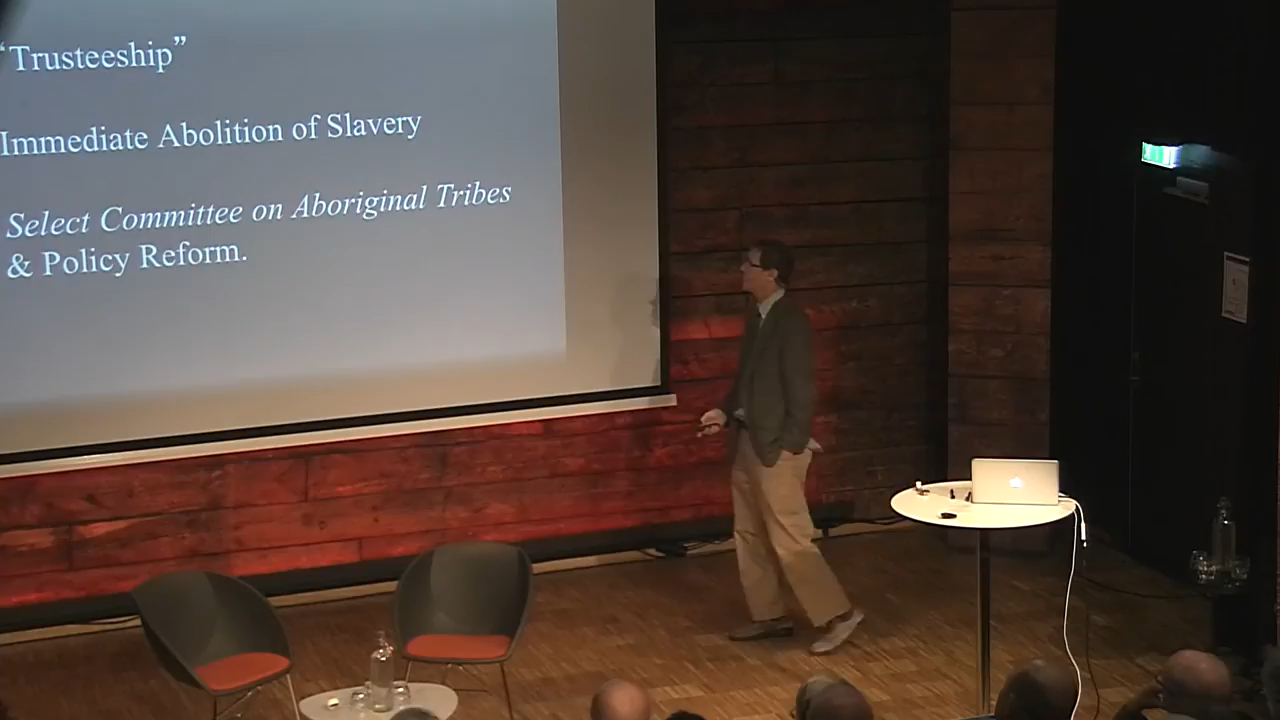 “Trusteeship”
Immediate Abolition of Slavery
Select Committee on Aboriginal Tribes
& Policy Reform.